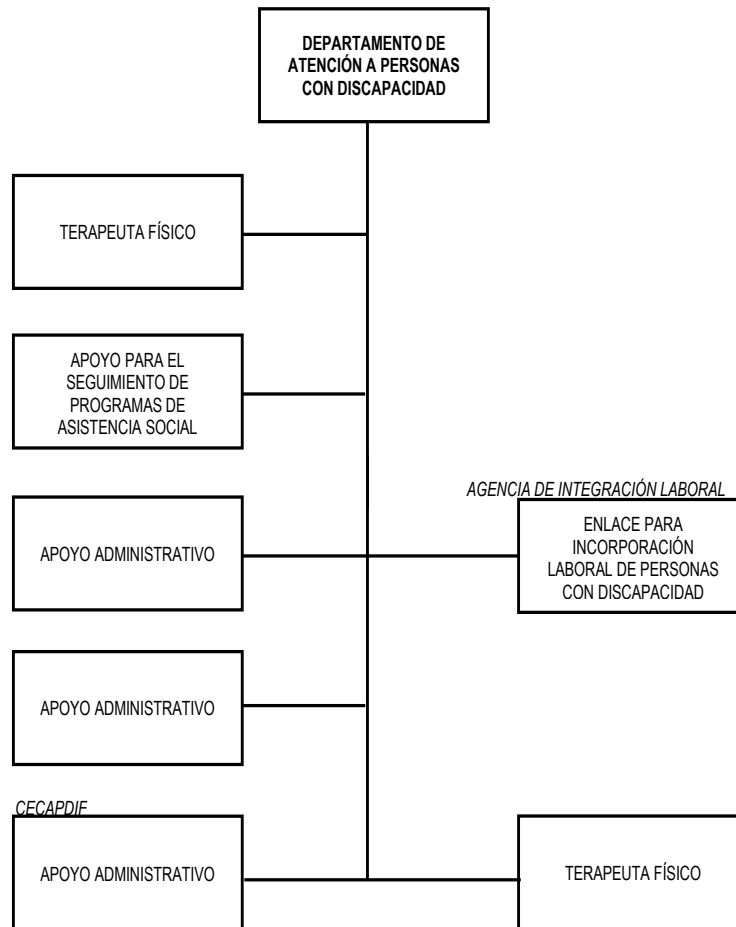 DEPARTAMENTO DE
ATENCIÓN A PERSONAS
CON DISCAPACIDAD
TERAPEUTA FÍSICO
APOYO PARA EL
SEGUIMIENTO DE
PROGRAMAS DE
ASISTENCIA SOCIAL
AGENCIA DE INTEGRACIÓN LABORAL
APOYO ADMINISTRATIVO
ENLACE PARA
INCORPORACIÓN
LABORAL DE PERSONAS
CON DISCAPACIDAD
APOYO ADMINISTRATIVO
CECAPDIF
APOYO ADMINISTRATIVO
TERAPEUTA FÍSICO